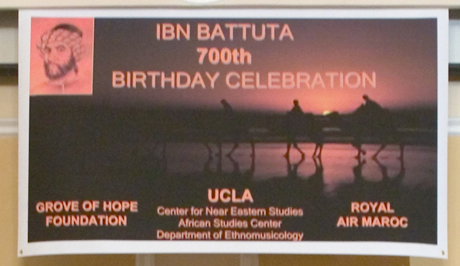 IBN BATTUTA
700th
BIRTHDAY CELEBRATION
GROVE OF HOPE
FOUNDATION
UCLA
Center for Near Eastern Studies
African Studies Center
Department of Ethnomusicology
ROYAL
AIR MAROC